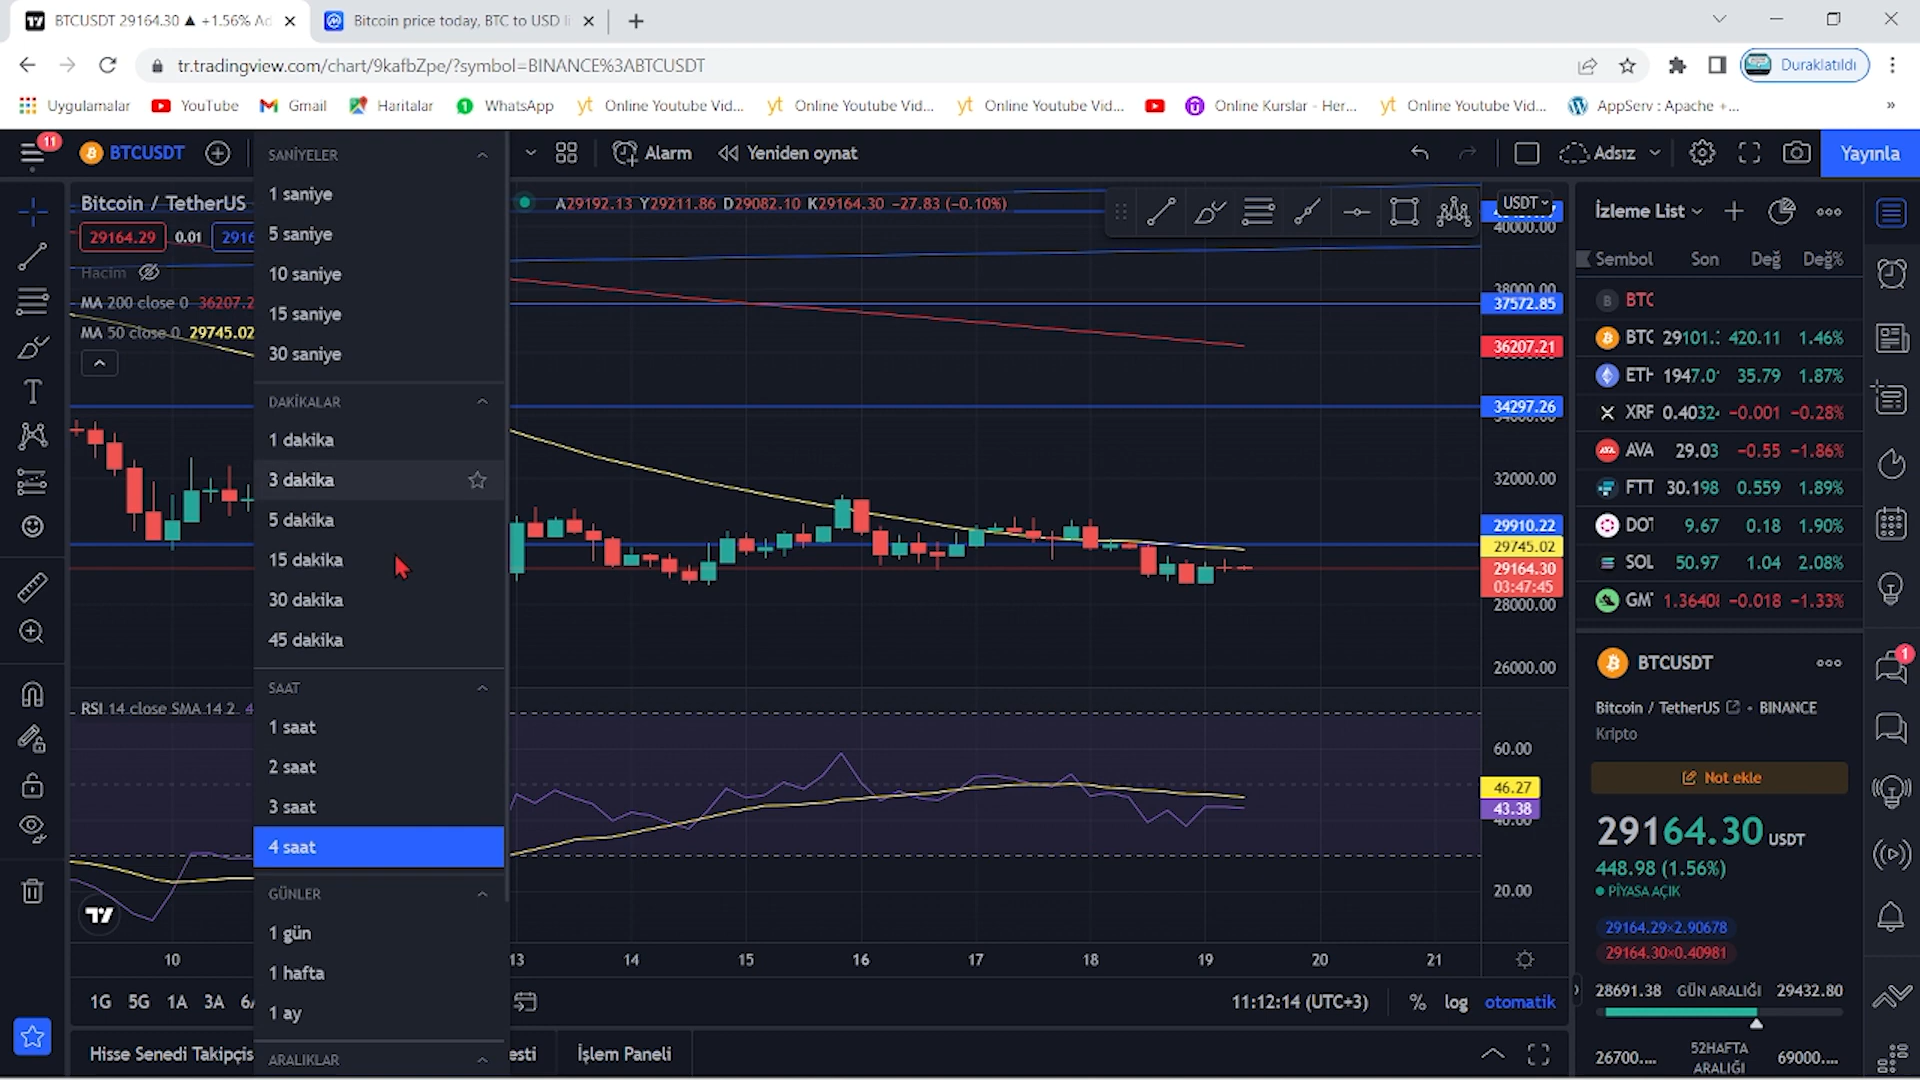 BTCUSDT 29164.30 ▲ +1.56%
Bitcoin price today, BTC to USD
tr.tradingview.com/chart/9kafbZpe/?symbol=BINANCE%3ABTCUSDT
Duraklatıldı
Uygulamalar YouTube Gmail Haritalar WhatsApp Online Youtube Vid... Online Youtube Vid... Online Youtube Vid... Online Kurslar - Her... Online Youtube Vid... AppServ : Apache +...
11
BTCUSDT
Alarm
Yeniden oynat
Adsız
Yayınla
Bitcoin / TetherUS
A29192.13 Y29211.86 D29082.10 K29164.30 −27.83 (−0.10%)
29164.29
0.01
Hacim
MA 200 close 0
MA 50 close 0 29745.02
SANİYELER
1 saniye
5 saniye
10 saniye
15 saniye
30 saniye
DAKİKALAR
1 dakika
3 dakika
5 dakika
15 dakika
30 dakika
45 dakika
SAAT
1 saat
2 saat
3 saat
4 saat
GÜNLER
1 gün
1 hafta
1 ay
ARALIKLAR
RSI 14 close SMA 14 2
USDT
40000.00
38000.00
37572.85
36207.21
34297.26
32000.00
29910.22
29745.02
29164.30
03:47:45
28000.00
26000.00
60.00
46.27
43.38
40.00
20.00
10 13 14 15 16 17 18 19 20 21
1G 5G 1A 3A
11:12:14 (UTC+3) % log otomatik
Hisse Senedi Takipçis
esti
İşlem Paneli
İzleme List
Sembol Son Değ Değ%
BTC
BTC 29101.: 420.11 1.46%
ETH 1947.0 35.79 1.87%
XRF 0.4032 −0.001 −0.28%
AVA 29.03 −0.55 −1.86%
FTT 30.198 0.559 1.89%
DOT 9.67 0.18 1.90%
SOL 50.97 1.04 2.08%
GMT 1.3640 −0.018 −1.33%
BTCUSDT
Bitcoin / TetherUS • BINANCE
Kripto
Not ekle
29164.30 USDT
448.98 (1.56%)
PİYASA AÇIK
29164.29×2.90678
29164.30×0.40981
28691.38 GÜN ARALIĞI 29432.80
26700.... 52HAFTA ARALIĞI 69000....
1